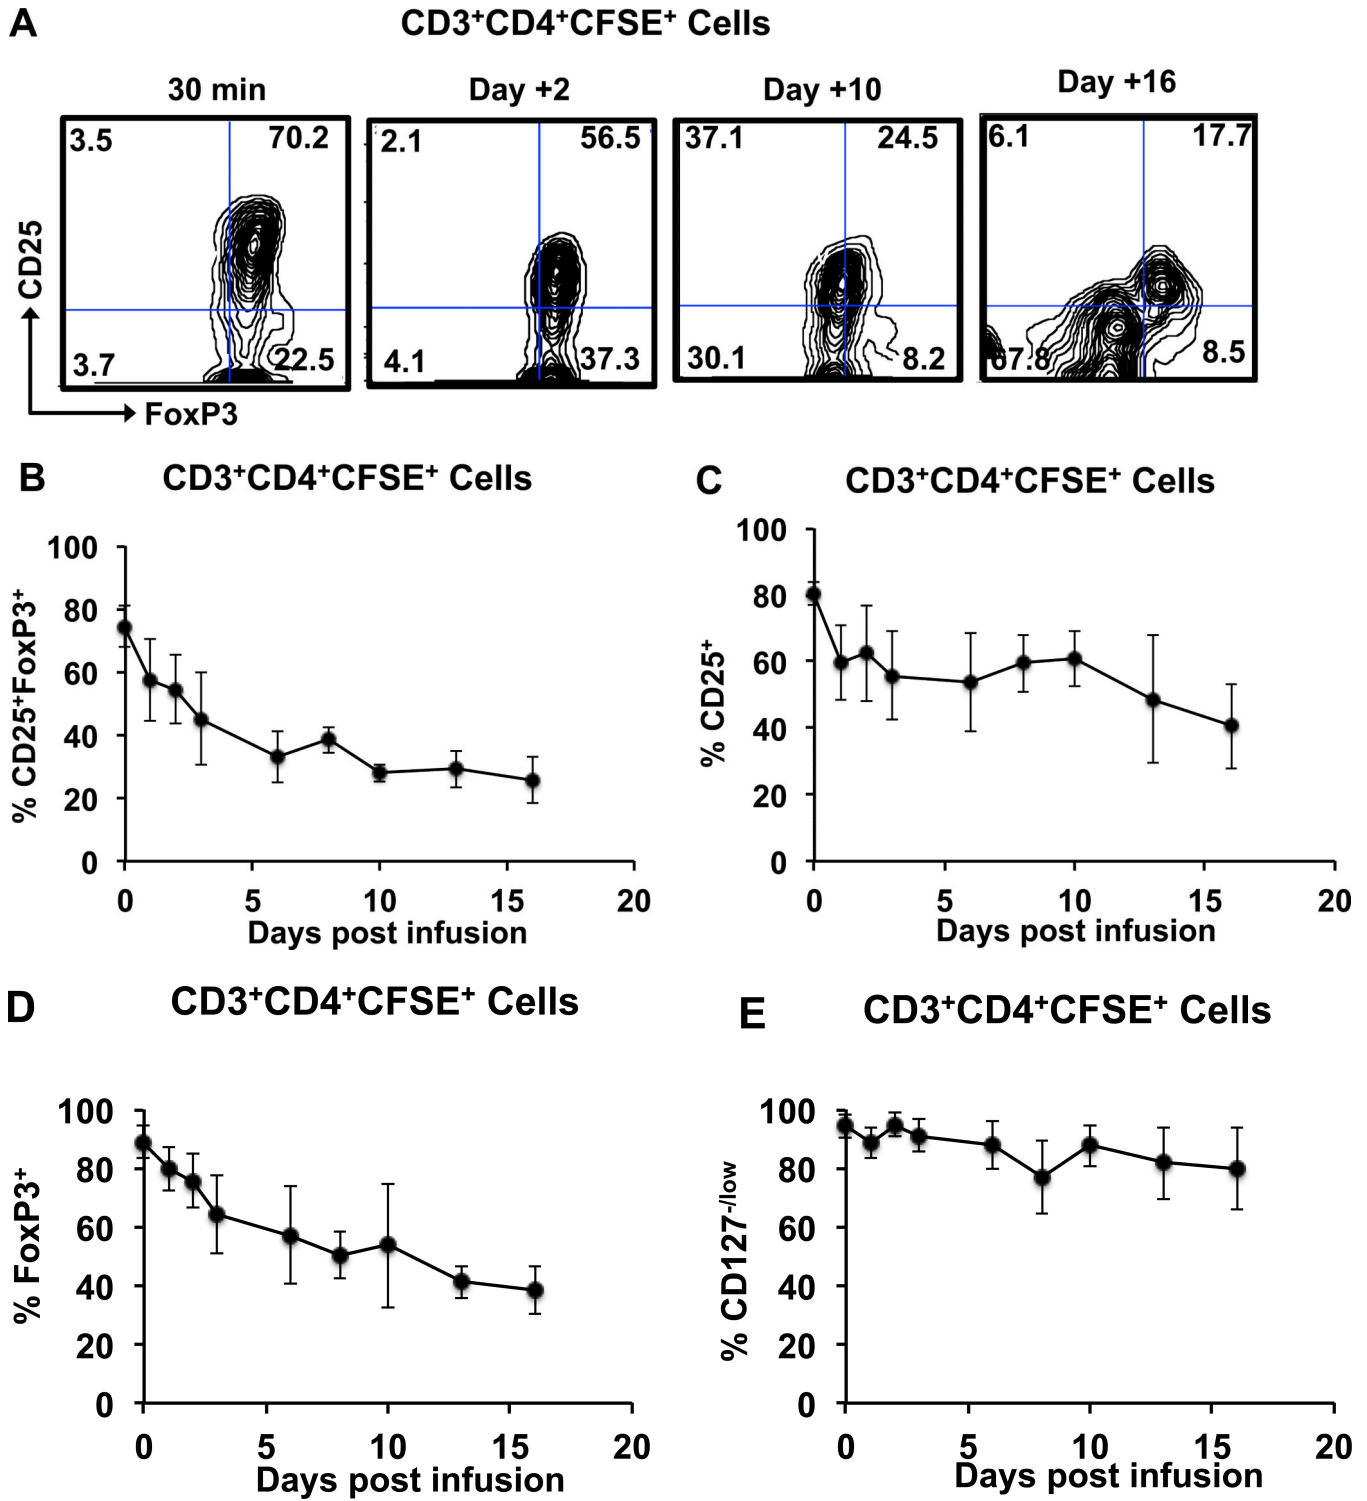 A
CD3⁺CD4⁺CFSE⁺ Cells
30 min
Day +2
Day +10
Day +16
3.5 70.2
3.7 22.5
2.1 56.5
4.1 37.3
37.1 24.5
30.1 8.2
6.1 17.7
67.8 8.5
CD25
FoxP3
B
CD3⁺CD4⁺CFSE⁺ Cells
% CD25⁺FoxP3⁺
100
80
60
40
20
0
0 5 10 15 20
Days post infusion
C
CD3⁺CD4⁺CFSE⁺ Cells
% CD25⁺
100
80
60
40
20
0
0 5 10 15 20
Days post infusion
D
CD3⁺CD4⁺CFSE⁺ Cells
% FoxP3⁺
100
80
60
40
20
0
0 5 10 15 20
Days post infusion
E
CD3⁺CD4⁺CFSE⁺ Cells
% CD127⁻/ˡᵒʷ
100
80
60
40
20
0
0 5 10 15 20
Days post infusion